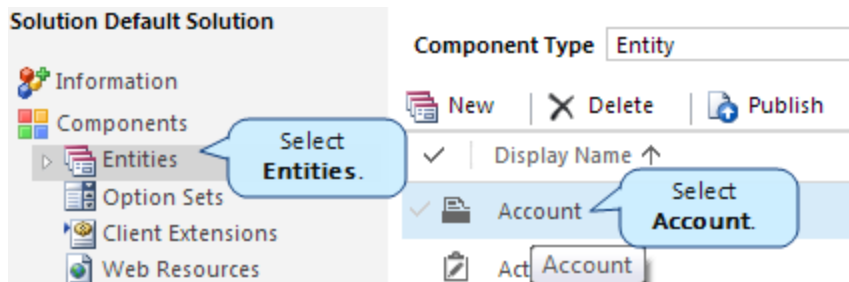 Solution Default Solution
Information
Components
Entities
Select
Entities.
Option Sets
Client Extensions
Web Resources
Component Type Entity
New Delete Publish
Display Name
Account
Select
Account.
Act
Account